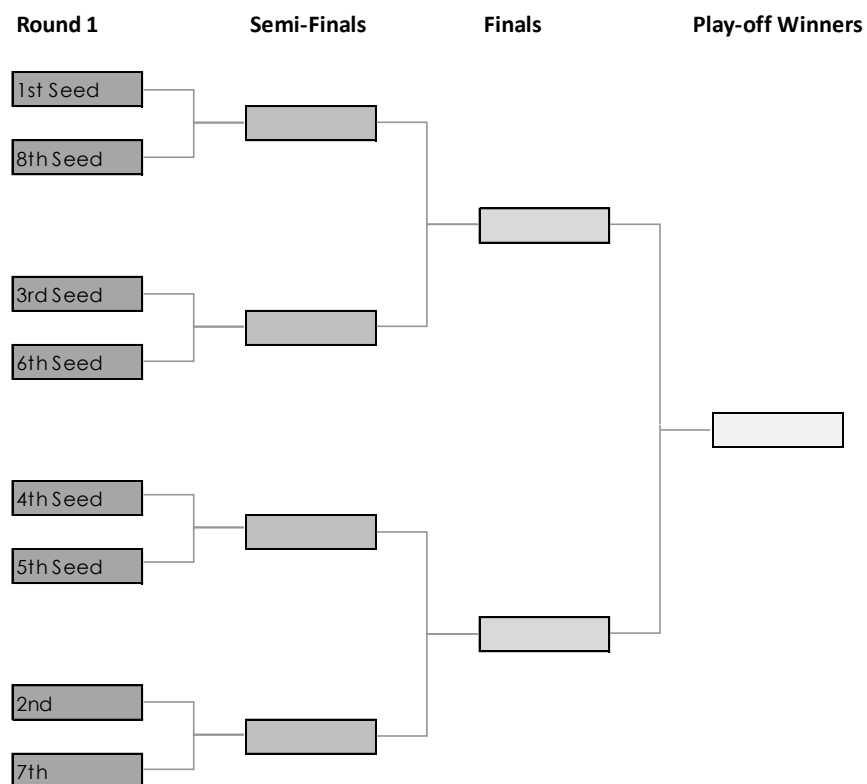 Round 1 Semi-Finals Finals Play-off Winners
1st Seed
8th Seed
3rd Seed
6th Seed
4th Seed
5th Seed
2nd
7th